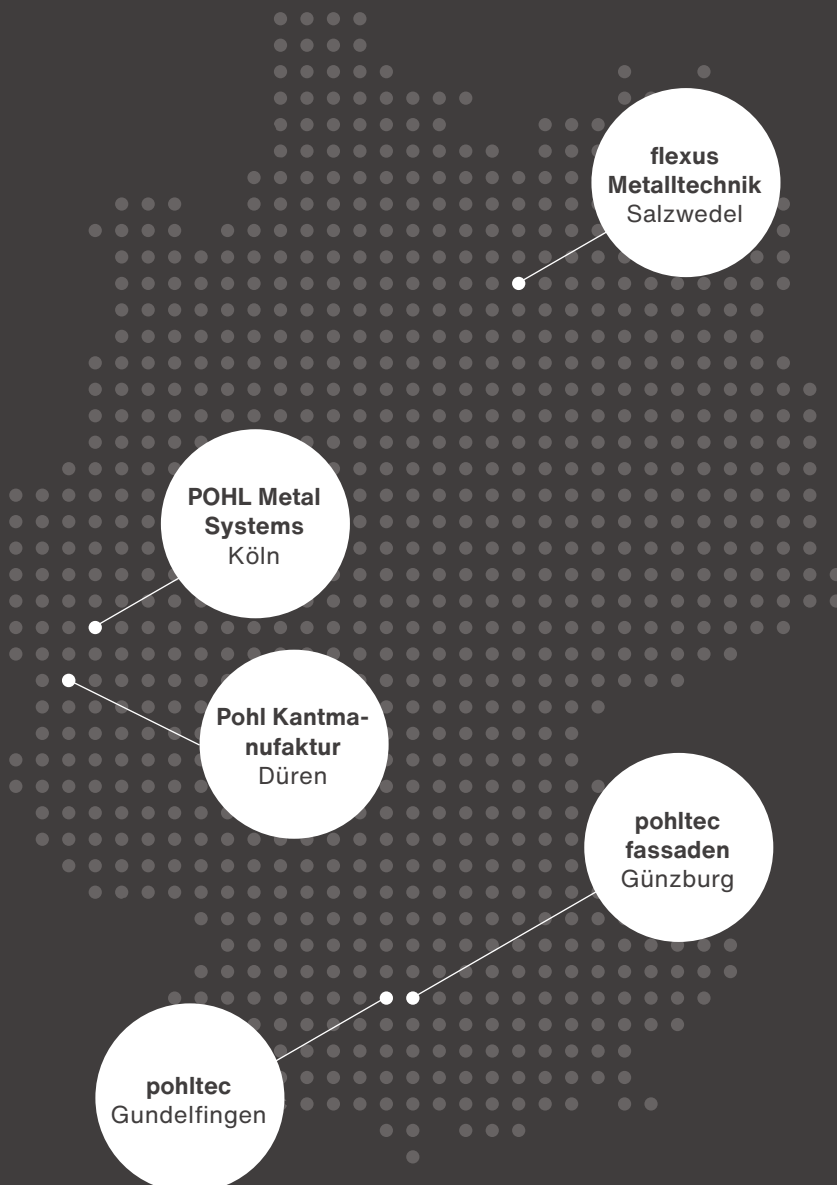 flexus
Metalltechnik
Salzwedel
POHL Metal
Systems
Köln
Pohl Kantma-
nufaktur
Düren
pohltec
fassaden
Günzburg
pohltec
Gundelfingen